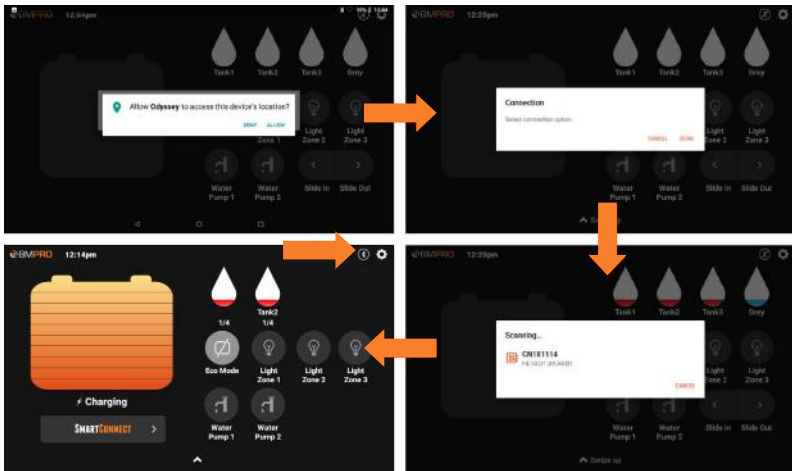 BMPRO 12:04pm
Tank1 Tank2 Tank3 Grey
Allow Odyssey to access this device's location?
DENY ALLOW
Zone 1
Light Zone 2
Light Zone 3
Water Pump 1
Water Pump 2
Slide In
Slide Out
BMPRO 12:20pm
Tank1 Tank2 Tank3 Grey
Connection
Select connection option
CANCEL SCAN
Light Zone 2
Light Zone 3
Water Pump 1
Water Pump 2
Slide In
Slide Out
BMPRO 12:14pm
Tank2
1/4 1/4
Eco Mode
Light Zone 1
Light Zone 2
Light Zone 3
Charging
SMARTCONNECT >
Water Pump 1
Water Pump 2
BMPRO 12:20pm
Tank1 Tank2 Tank3 Grey
Scanning...
CN181114
CANCEL
Light Zone 2
Light Zone 3
Water Pump 1
Water Pump 2
Slide In
Slide Out
Swipe up